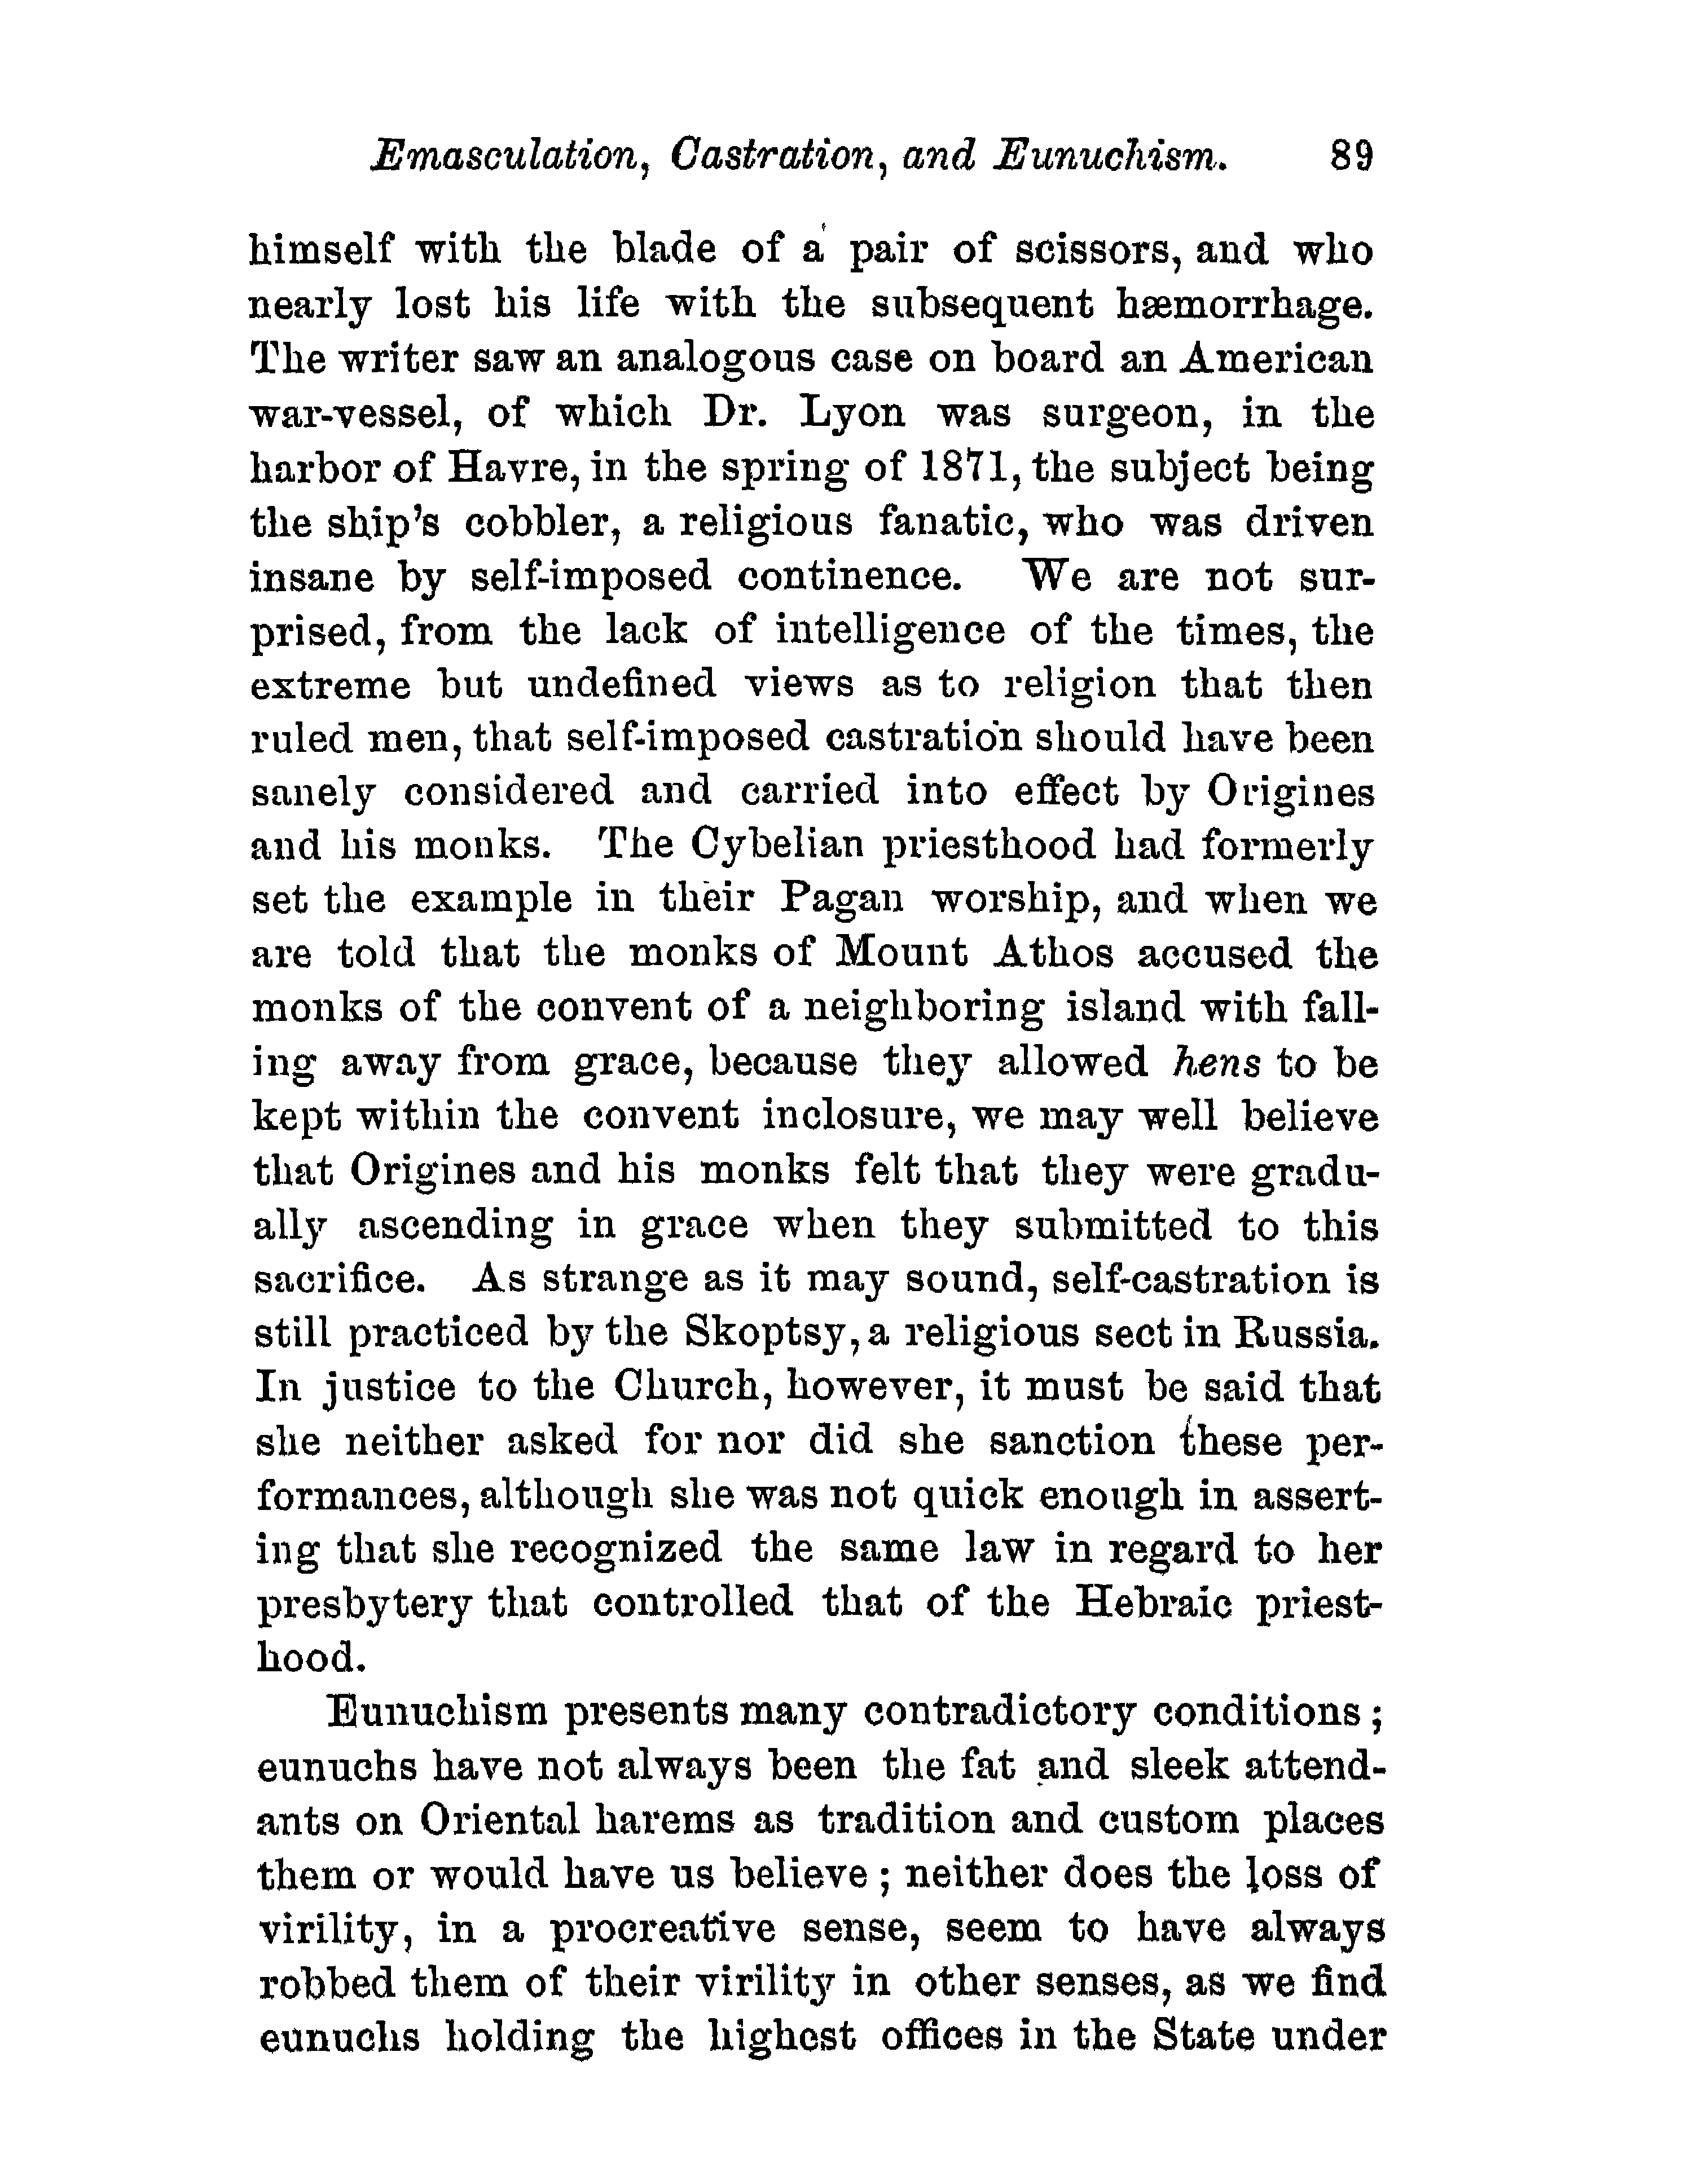 Emasculation, Castration, and Eunuchism. 89
himself with the blade of a pair of scissors, and who
nearly lost his life with the subsequent hæmorrhage.
The writer saw an analogous case on board an American
war-vessel, of which Dr. Lyon was surgeon, in the
harbor of Havre, in the spring of 1871, the subject being
the ship's cobbler, a religious fanatic, who was driven
insane by self-imposed continence. We are not sur-
prised, from the lack of intelligence of the times, the
extreme but undefined views as to religion that then
ruled men, that self-imposed castration should have been
sanely considered and carried into effect by Origines
and his monks. The Cybelian priesthood had formerly
set the example in their Pagan worship, and when we
are told that the monks of Mount Athos accused the
monks of the convent of a neighboring island with fall-
ing away from grace, because they allowed hens to be
kept within the convent inclosure, we may well believe
that Origines and his monks felt that they were gradu-
ally ascending in grace when they submitted to this
sacrifice. As strange as it may sound, self-castration is
still practiced by the Skoptsy, a religious sect in Russia.
In justice to the Church, however, it must be said that
she neither asked for nor did she sanction these per-
formances, although she was not quick enough in assert-
ing that she recognized the same law in regard to her
presbytery that controlled that of the Hebraic priest-
hood.
Eunuchism presents many contradictory conditions;
eunuchs have not always been the fat and sleek attend-
ants on Oriental harems as tradition and custom places
them or would have us believe; neither does the loss of
virility, in a procreative sense, seem to have always
robbed them of their virility in other senses, as we find
eunuchs holding the highest offices in the State under